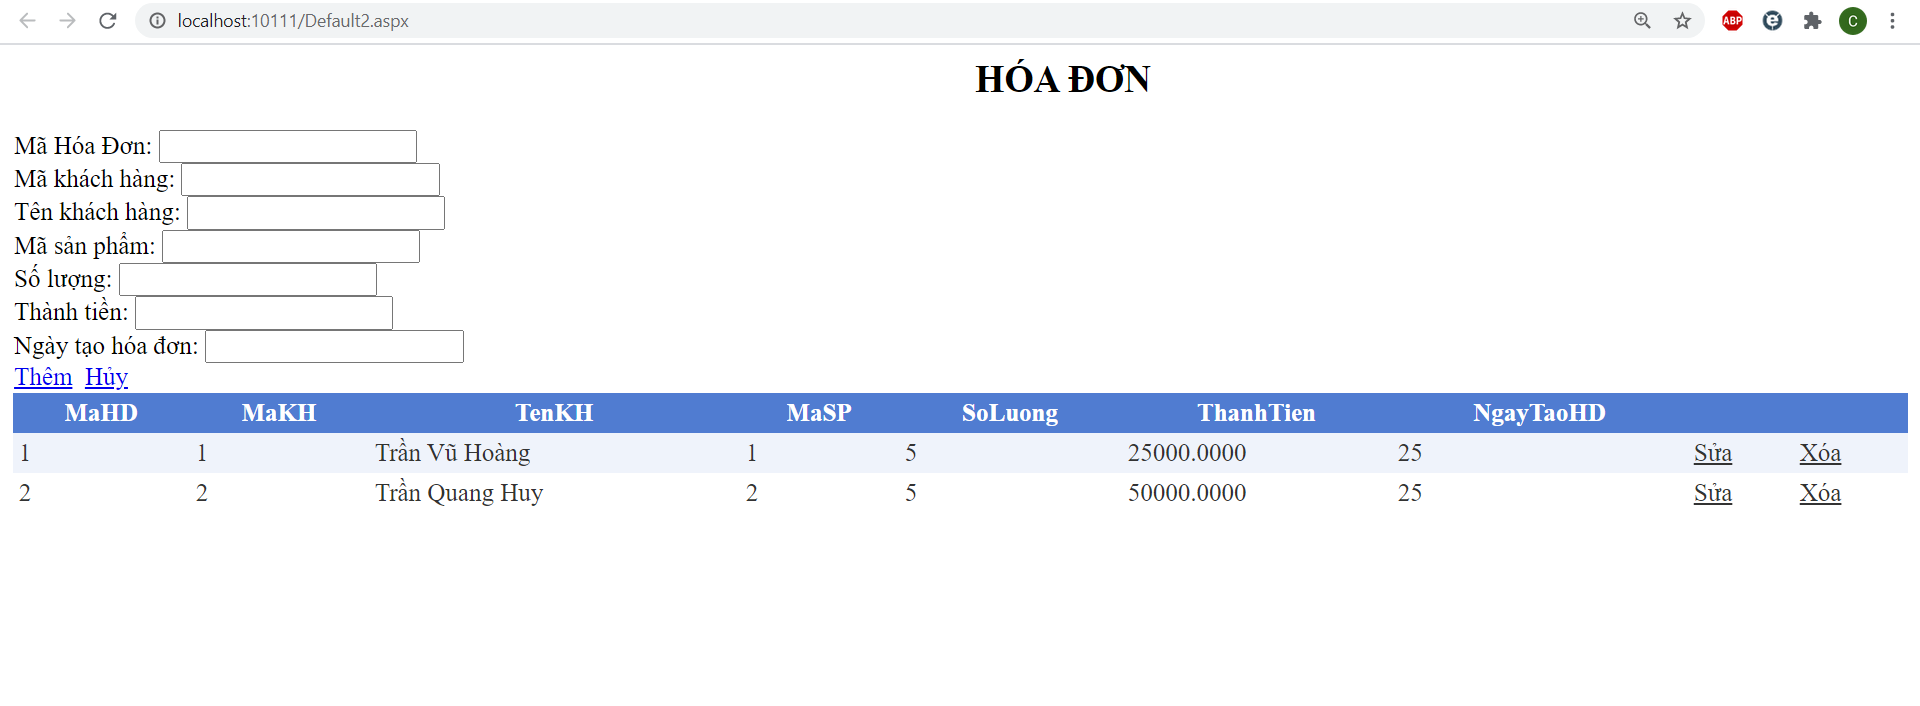 localhost:10111/Default2.aspx
ABP
C
HÓA ĐƠN
Mã Hóa Đơn:
Mã khách hàng:
Tên khách hàng:
Mã sản phẩm:
Số lượng:
Thành tiền:
Ngày tạo hóa đơn:
Thêm Hủy
MaHD MaKH TenKH MaSP SoLuong ThanhTien NgayTaoHD
1 1 Trần Vũ Hoàng 1 5 25000.0000 25 Sửa Xóa
2 2 Trần Quang Huy 2 5 50000.0000 25 Sửa Xóa